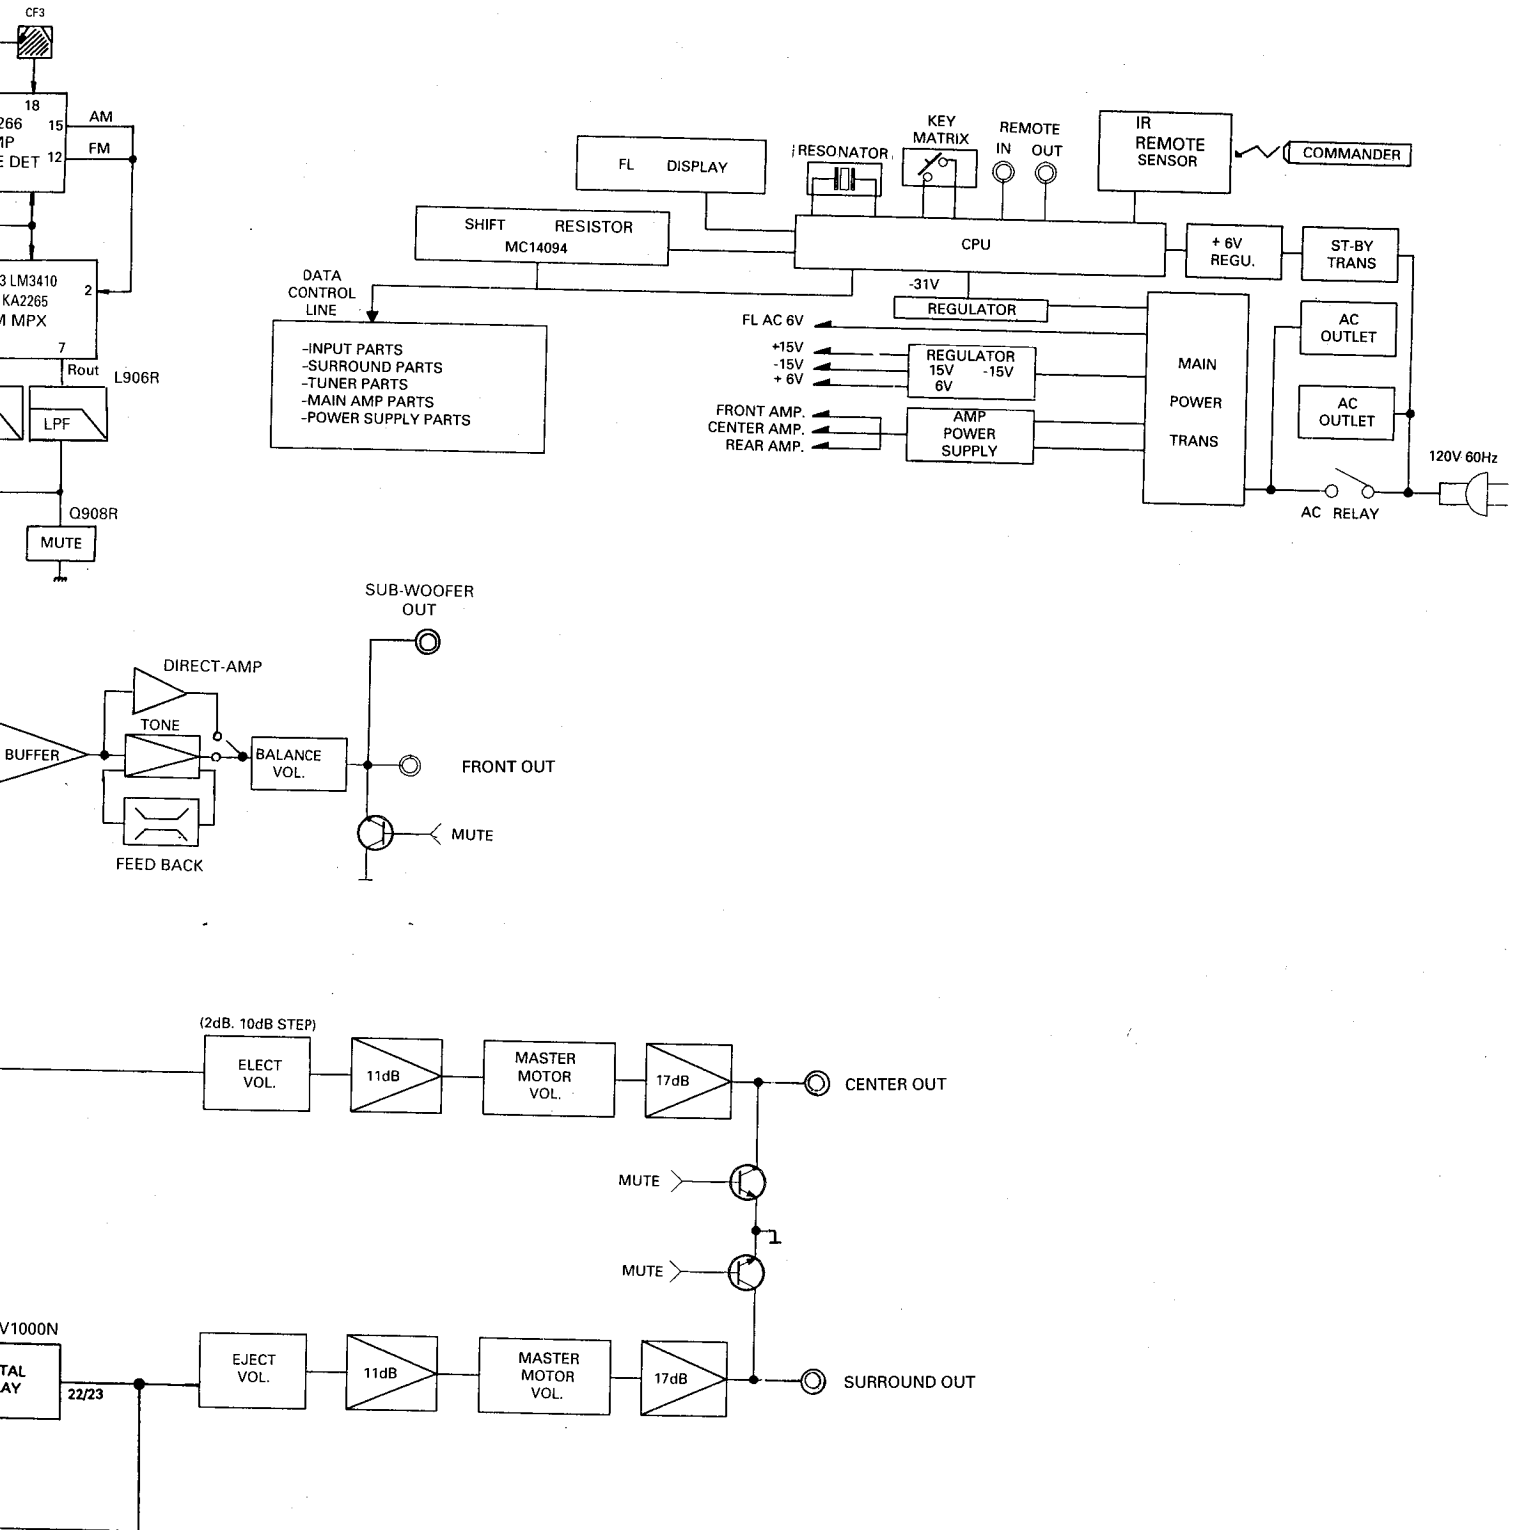 CF3
18
266
15
AM
MP
E DET
12
FM
3 LM3410
KA2265
2
M MPX
7
Rout
L906R
LPF
Q908R
MUTE
FL DISPLAY
RESONATOR
KEY
MATRIX
REMOTE
IN OUT
IR
REMOTE
SENSOR
COMMANDER
SHIFT RESISTOR
MC14094
CPU
+ 6V
REGU.
ST-BY
TRANS
DATA
CONTROL
LINE
-31V
REGULATOR
FL AC 6V
+15V
-15V
+ 6V
REGULATOR
15V -15V
6V
FRONT AMP.
CENTER AMP.
REAR AMP.
AMP
POWER
SUPPLY
MAIN
POWER
TRANS
AC
OUTLET
AC
OUTLET
120V 60Hz
AC RELAY
-INPUT PARTS
-SURROUND PARTS
-TUNER PARTS
-MAIN AMP PARTS
-POWER SUPPLY PARTS
SUB-WOOFER
OUT
DIRECT-AMP
TONE
BUFFER
BALANCE
VOL.
FRONT OUT
MUTE
FEED BACK
(2dB. 10dB STEP)
ELECT
VOL.
11dB
MASTER
MOTOR
VOL.
17dB
CENTER OUT
MUTE
MUTE
V1000N
TAL
AY
22/23
EJECT
VOL.
11dB
MASTER
MOTOR
VOL.
17dB
SURROUND OUT